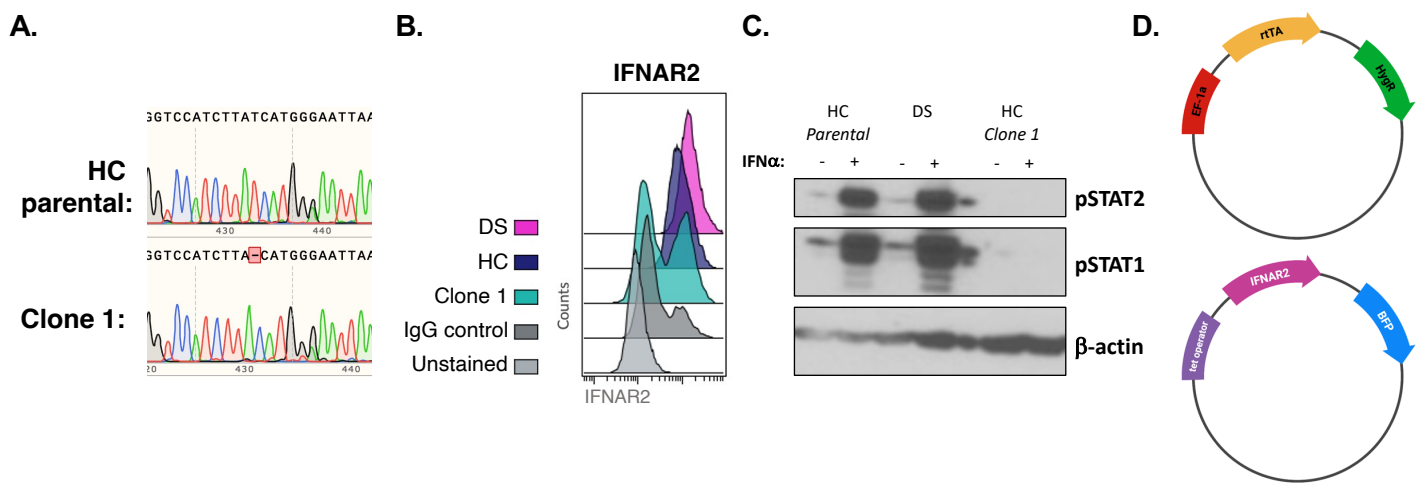 A.
GGTCCATCTTATCATGGGAATTAA
HC
parental:
430
440
GGTCCATCTTA-CATGGGAATTAA
Clone 1:
20
430
440
B.
IFNAR2
DS
HC
Clone 1
IgG control
Unstained
Counts
IFNAR2
C.
HC
Parental
DS
HC
Clone 1
IFNα:
- + - + - +
pSTAT2
pSTAT1
β-actin
D.
EF-1a
rtTA
HygR
tet operator
IFNAR2
BFP